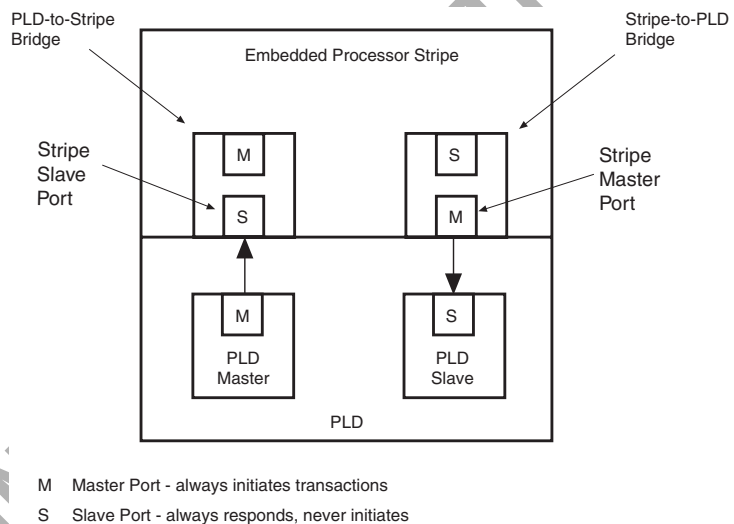 PLD-to-Stripe
Bridge
Stripe-to-PLD
Bridge
Embedded Processor Stripe
Stripe
Slave
Port
M
S
S
M
Stripe
Master
Port
M
PLD
Master
S
PLD
Slave
PLD
M Master Port - always initiates transactions
S Slave Port - always responds, never initiates